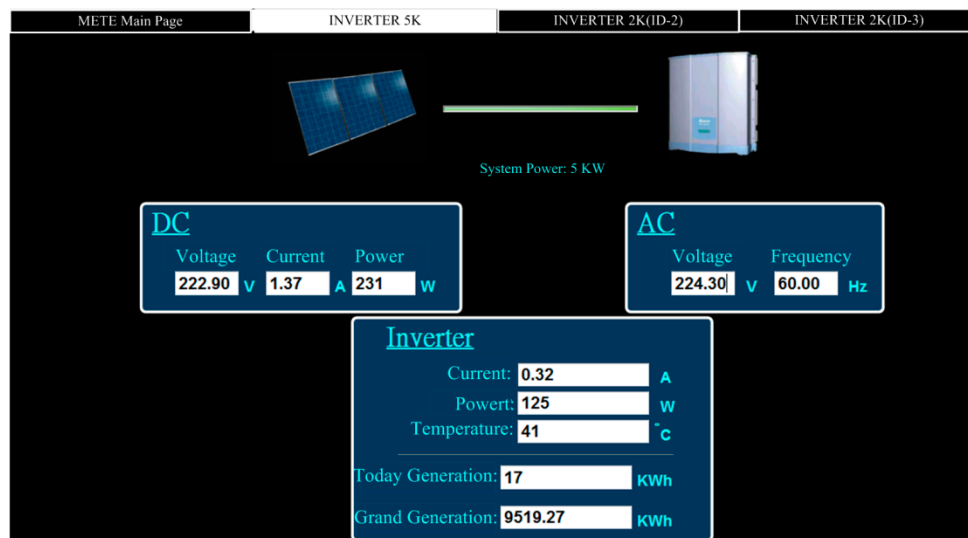 METE Main Page INVERTER 5K INVERTER 2K(ID-2) INVERTER 2K(ID-3)
System Power: 5 KW
DC
Voltage Current Power
222.90 V 1.37 A 231 W
AC
Voltage Frequency
224.30 V 60.00 Hz
Inverter
Current: 0.32 A
Powert: 125 W
Temperature: 41 °C
Today Generation: 17 KWh
Grand Generation: 9519.27 KWh